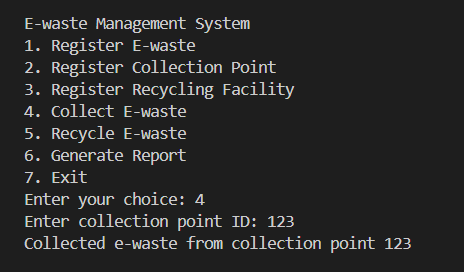 E-waste Management System
1. Register E-waste
2. Register Collection Point
3. Register Recycling Facility
4. Collect E-waste
5. Recycle E-waste
6. Generate Report
7. Exit
Enter your choice: 4
Enter collection point ID: 123
Collected e-waste from collection point 123